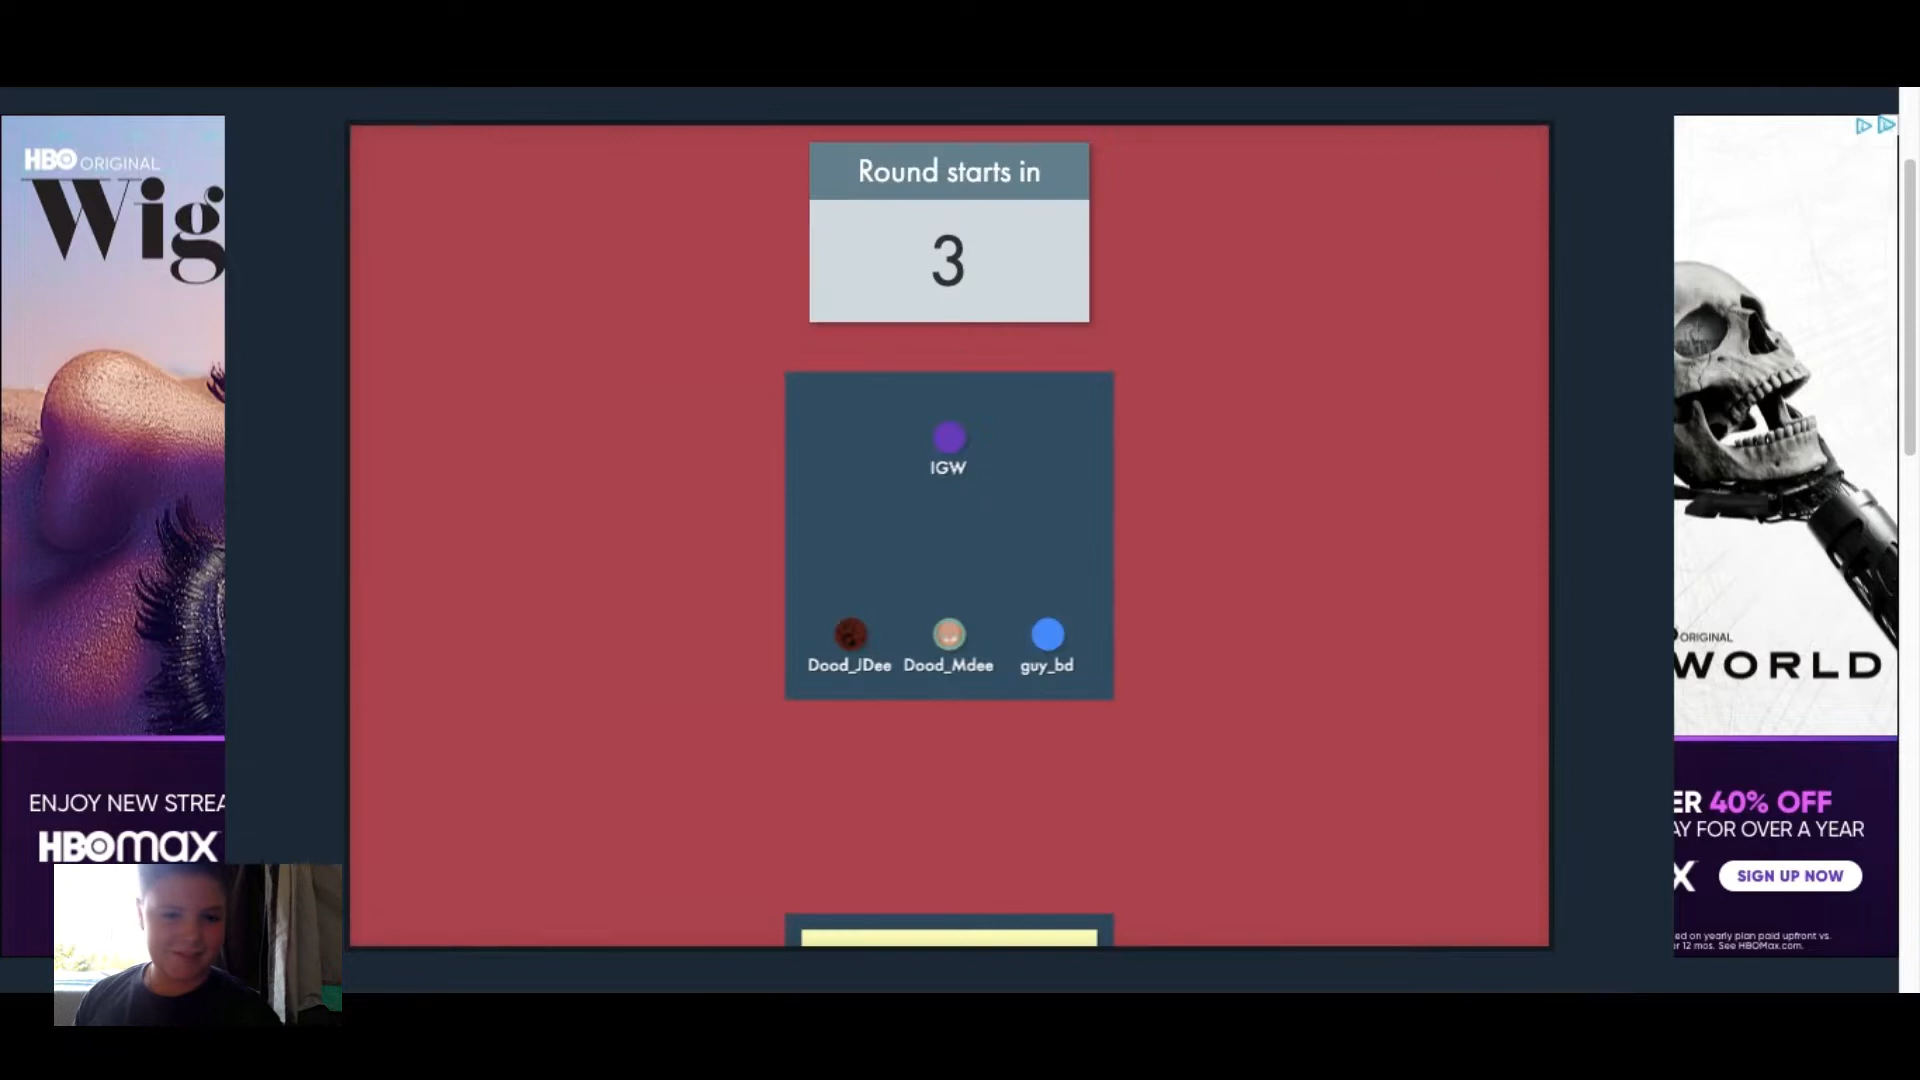 HBO ORIGINAL
Wig
ENJOY NEW STREA
HBOmax
Round starts in
3
IGW
Dood_JDee Dood_Mdee guy_bd
ORIGINAL
WORLD
ER 40% OFF
AY FOR OVER A YEAR
X SIGN UP NOW
ed on yearly plan paid upfront vs.
r 12 mos. See HBOMax.com.